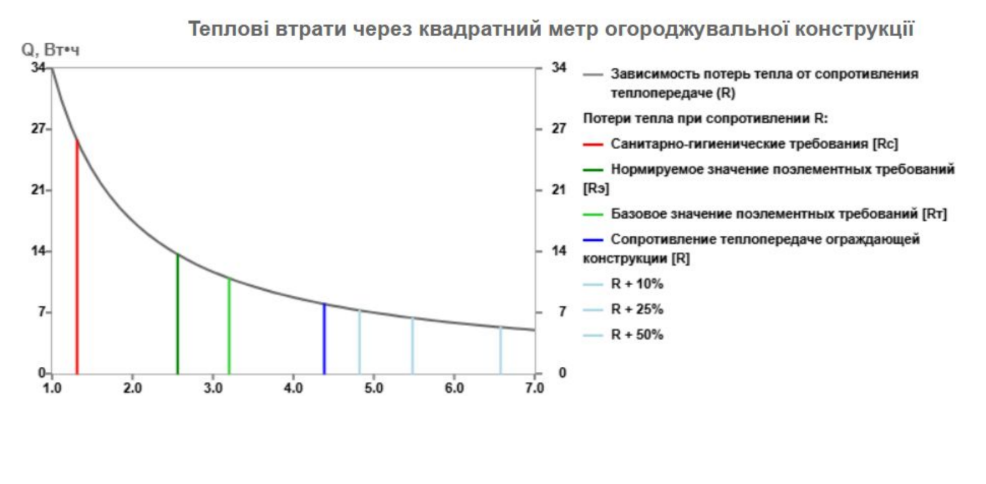 Теплові втрати через квадратний метр огороджувальної конструкції
Q, Вт•ч
34
27
21
14
7
0
34
27
21
14
7
0
1.0 2.0 3.0 4.0 5.0 6.0 7.0
Зависимость потерь тепла от сопротивления
теплопередаче (R)
Потери тепла при сопротивлении R:
Санитарно-гигиенические требования [Rс]
Нормируемое значение поэлементных требований
[Rэ]
Базовое значение поэлементных требований [Rт]
Сопротивление теплопередаче ограждающей
конструкции [R]
R + 10%
R + 25%
R + 50%